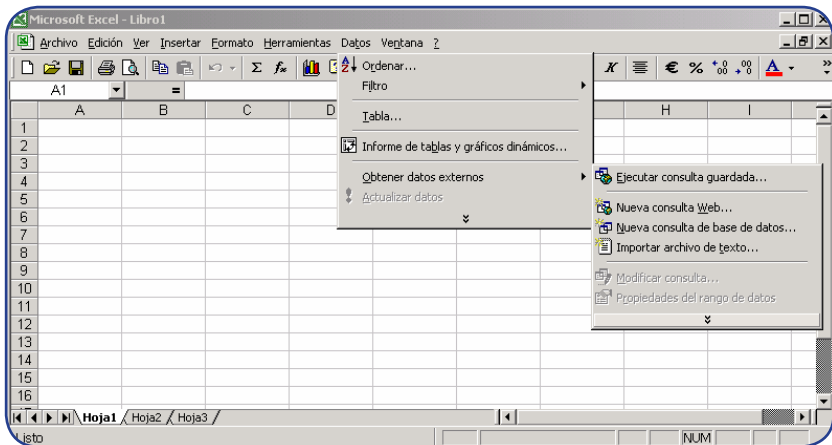 Microsoft Excel - Libro1
Archivo Edición Ver Insertar Formato Herramientas Datos Ventana ?
Σ fx K € %
A1 =
A B C D H I
Ordenar...
Filtro
Tabla...
Informe de tablas y gráficos dinámicos...
Obtener datos externos
Actualizar datos
Ejecutar consulta guardada...
Nueva consulta Web...
Nueva consulta de base de datos...
Importar archivo de texto...
Modificar consulta...
Propiedades del rango de datos
1
2
3
4
5
6
7
8
9
10
11
12
13
14
15
16
Hoja1 Hoja2 Hoja3
Listo NUM